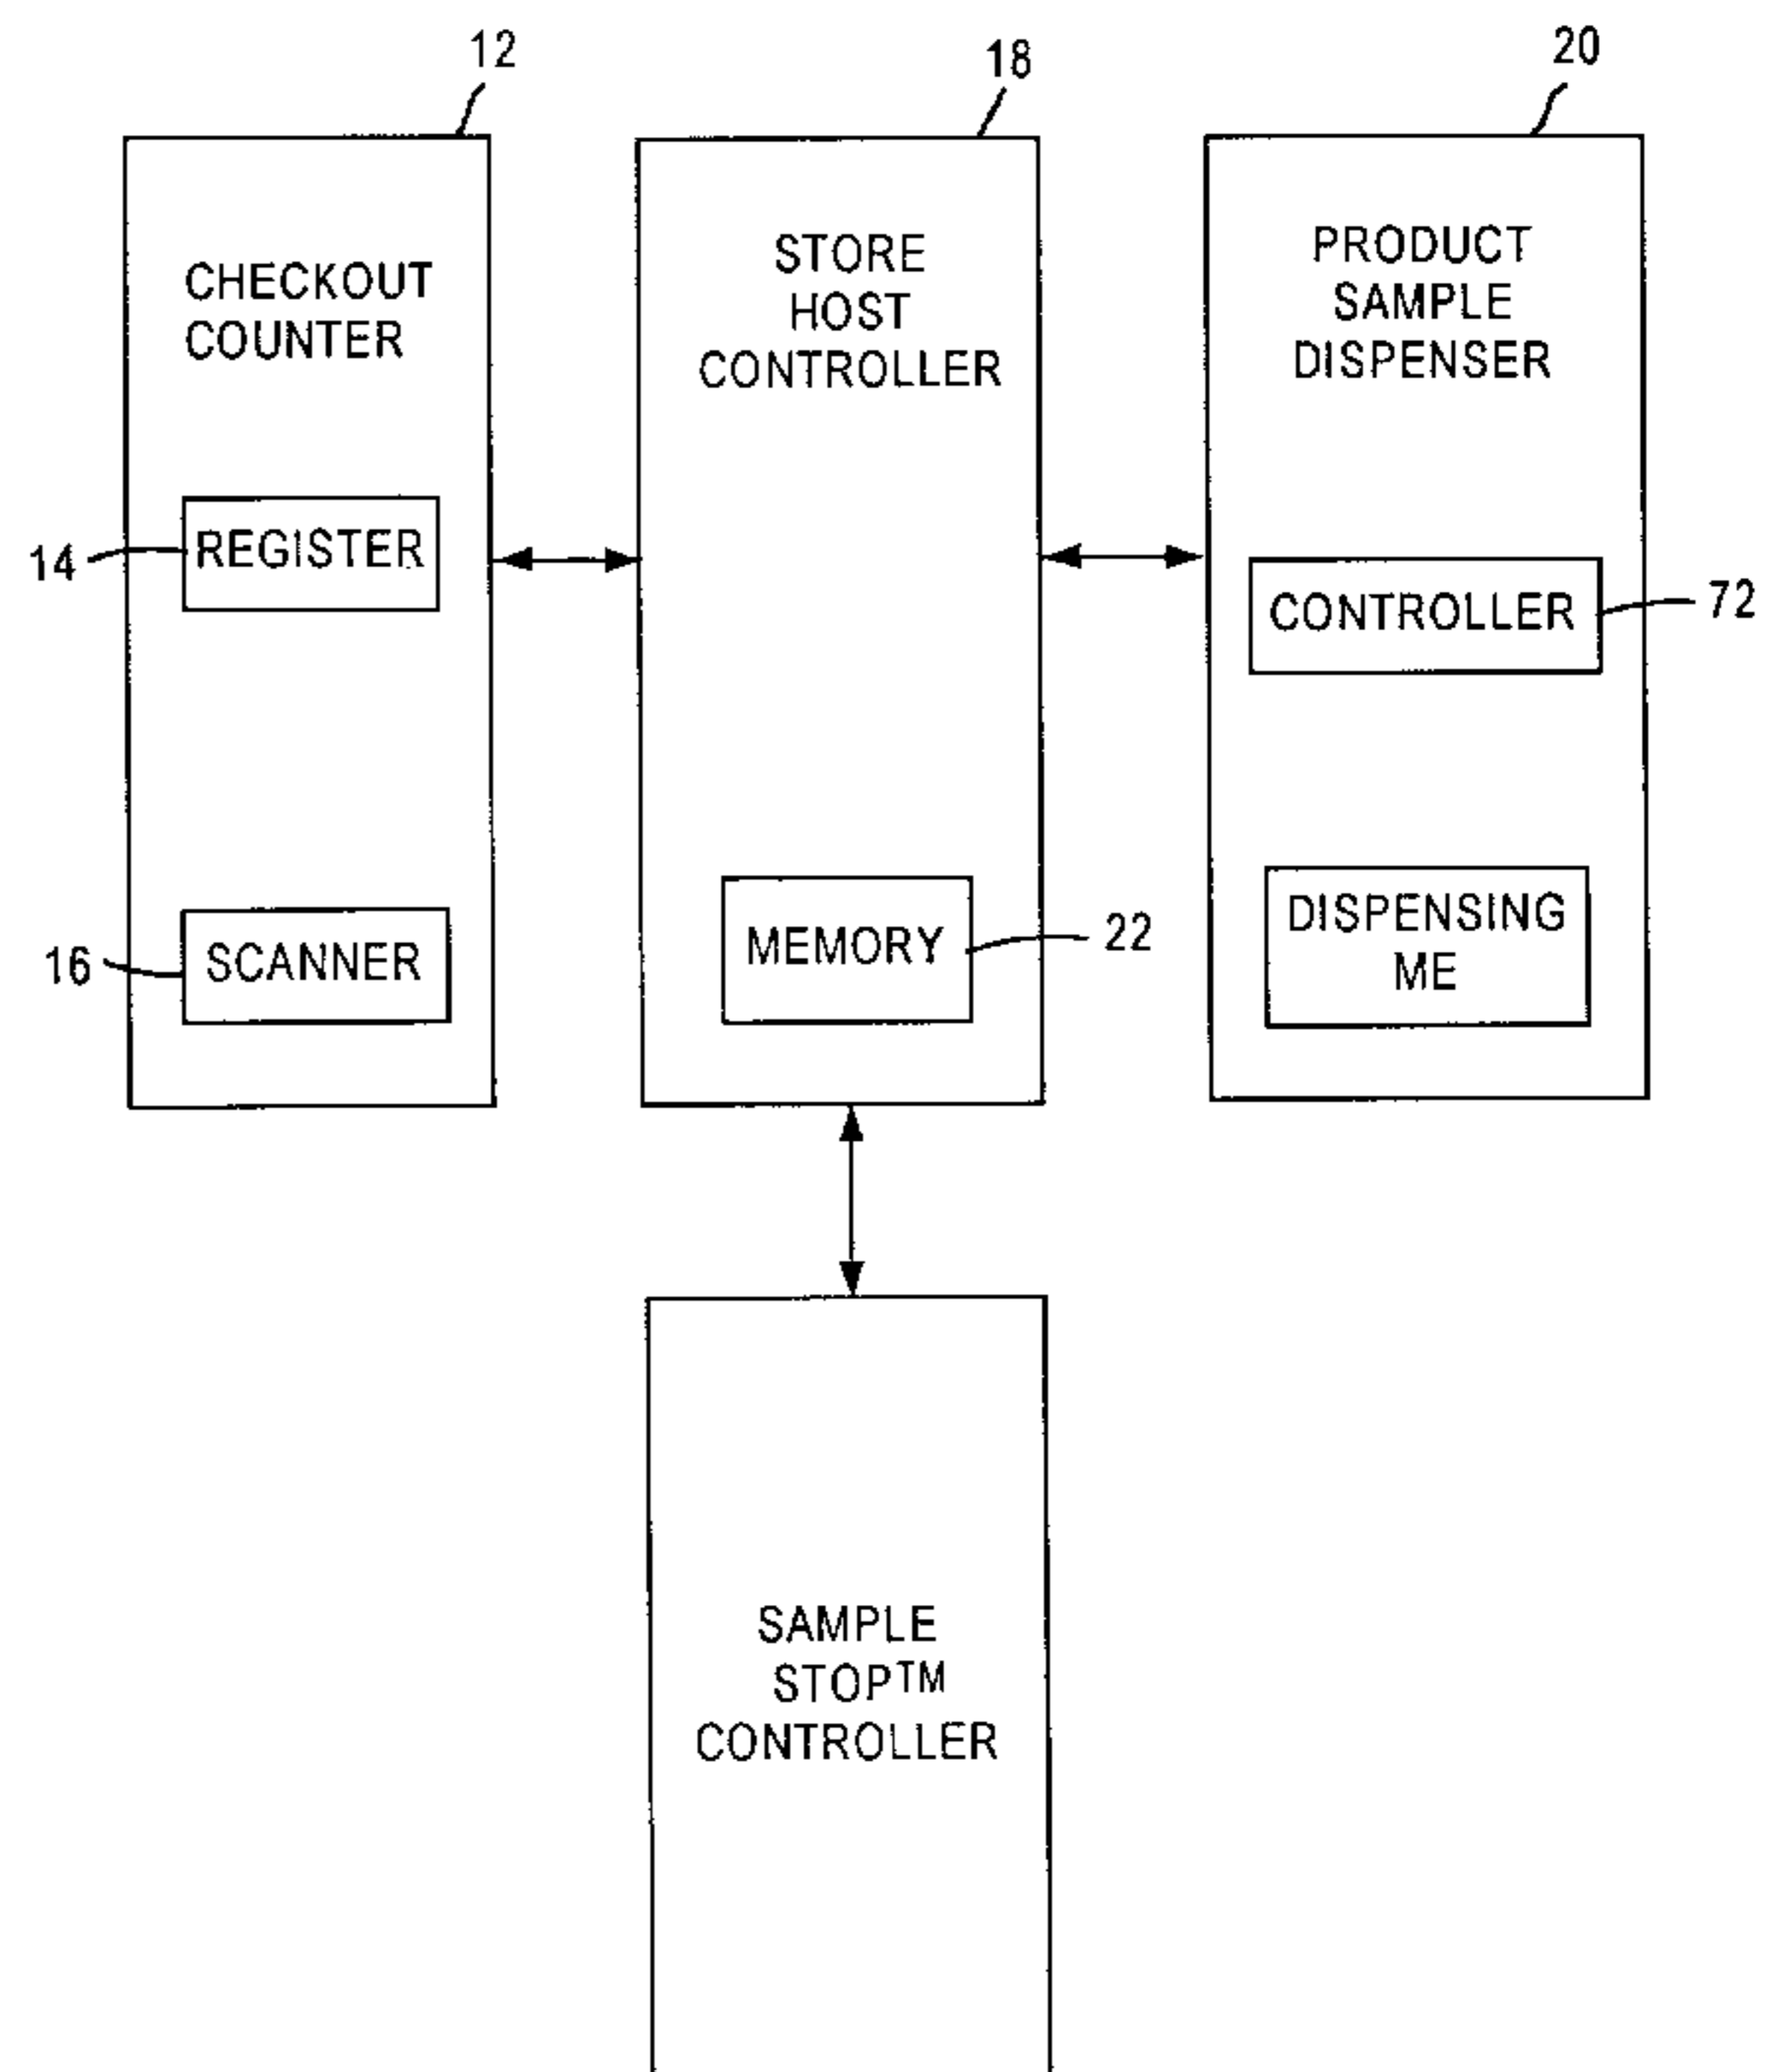 12
18
20
CHECKOUT
COUNTER
STORE
HOST
CONTROLLER
PRODUCT
SAMPLE
DISPENSER
14
REGISTER
CONTROLLER
72
16
SCANNER
MEMORY
22
DISPENSING
ME
SAMPLE
STOP™
CONTROLLER